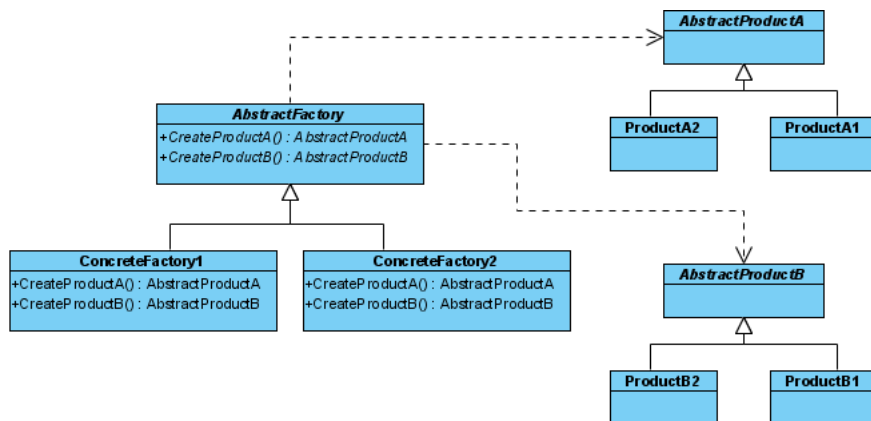 AbstractProductA
AbstractFactory
+CreateProductA() : AbstractProductA
+CreateProductB() : AbstractProductB
ProductA2
ProductA1
ConcreteFactory1
+CreateProductA() : AbstractProductA
+CreateProductB() : AbstractProductB
ConcreteFactory2
+CreateProductA() : AbstractProductA
+CreateProductB() : AbstractProductB
AbstractProductB
ProductB2
ProductB1